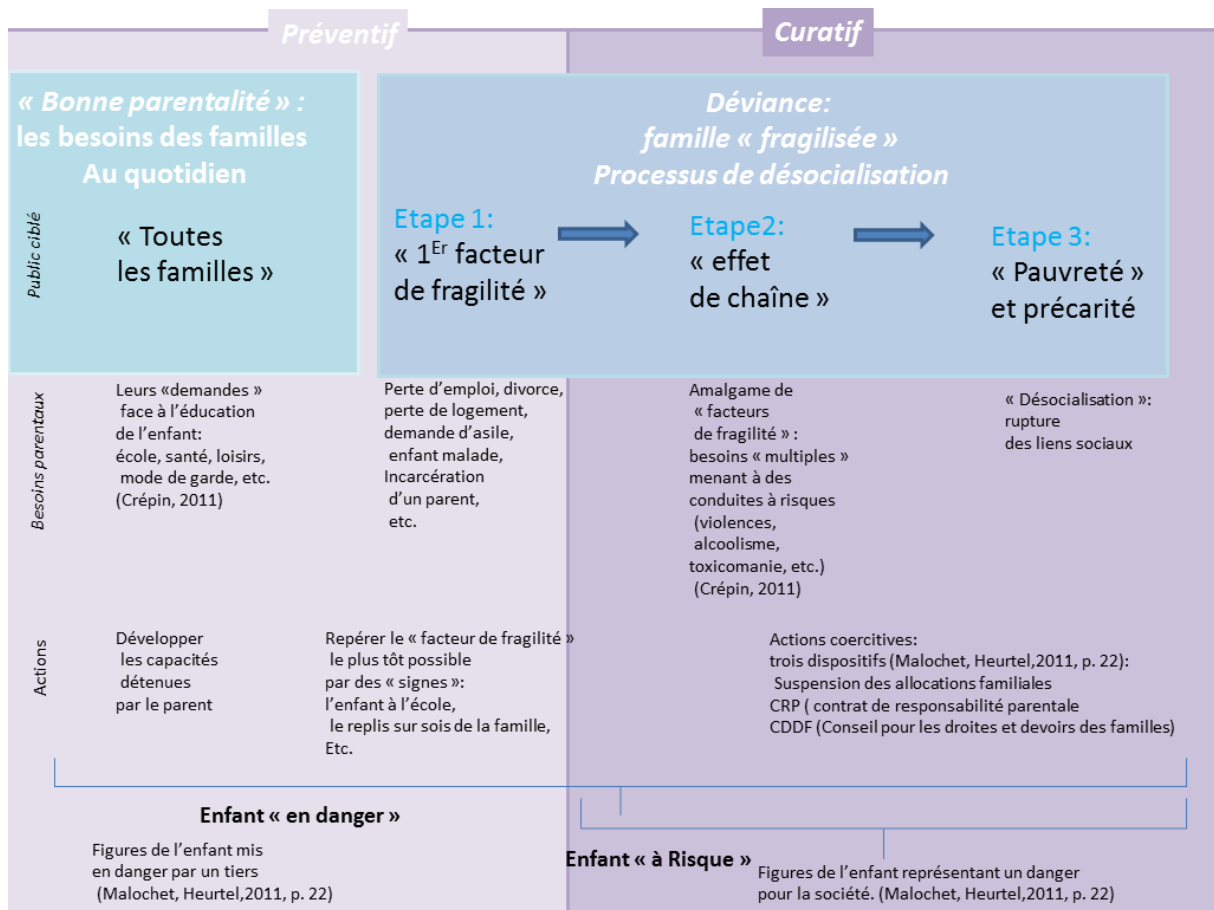 Préventif
Curatif
« Bonne parentalité » :
les besoins des familles
Au quotidien
Déviance:
famille « fragilisée »
Processus de désocialisation
Public ciblé
« Toutes
les familles »
Etape 1:
« 1Er facteur
de fragilité »
Etape2:
« effet
de chaîne »
Etape 3:
« Pauvreté »
et précarité
Besoins parentaux
Leurs «demandes »
face à l’éducation
de l’enfant:
école, santé, loisirs,
mode de garde, etc.
(Crépin, 2011)
Perte d’emploi, divorce,
perte de logement,
demande d’asile,
enfant malade,
Incarcération
d’un parent,
etc.
Amalgame de
« facteurs
de fragilité » :
besoins « multiples »
menant à des
conduites à risques
(violences,
alcoolisme,
toxicomanie, etc.)
(Crépin, 2011)
« Désocialisation »:
rupture
des liens sociaux
Actions
Développer
les capacités
détenues
par le parent
Repérer le « facteur de fragilité »
le plus tôt possible
par des « signes »:
l’enfant à l’école,
le replis sur sois de la famille,
Etc.
Actions coercitives:
trois dispositifs (Malochet, Heurtel,2011, p. 22):
Suspension des allocations familiales
CRP ( contrat de responsabilité parentale
CDDF (Conseil pour les droites et devoirs des familles)
Enfant « en danger »
Figures de l’enfant mis
en danger par un tiers
(Malochet, Heurtel,2011, p. 22)
Enfant « à Risque »
Figures de l’enfant représentant un danger
pour la société. (Malochet, Heurtel,2011, p. 22)